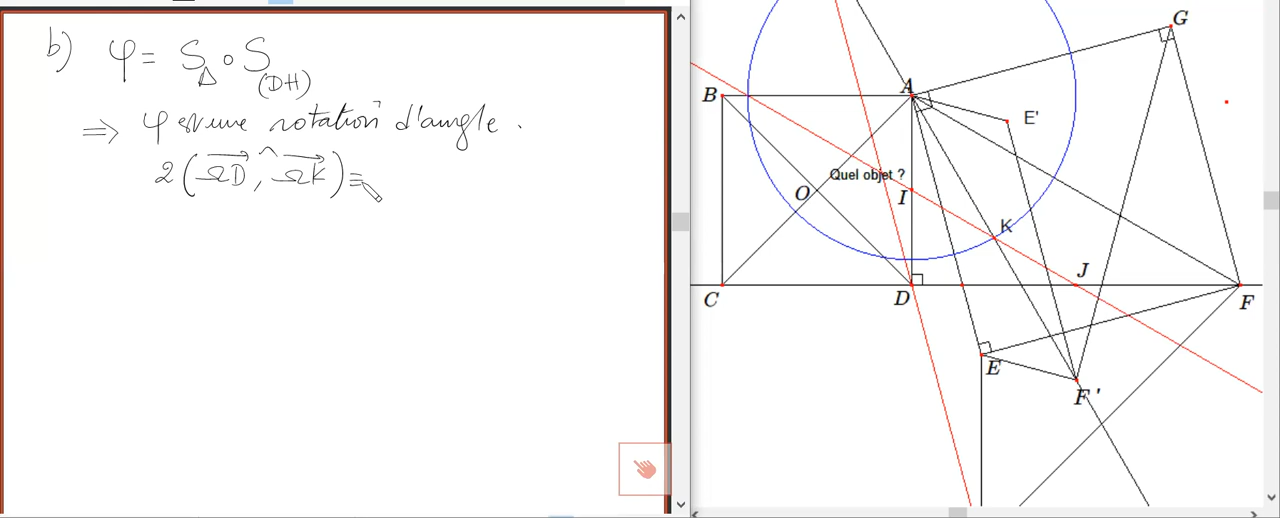 b) φ = S_Δ ∘ S_(DH)
⟹ φ est une rotation d'angle .
2 (ΩD, ΩK) ≡
G
B
A
E'
Quel objet ?
O
I
K
J
C
D
F
E
F '